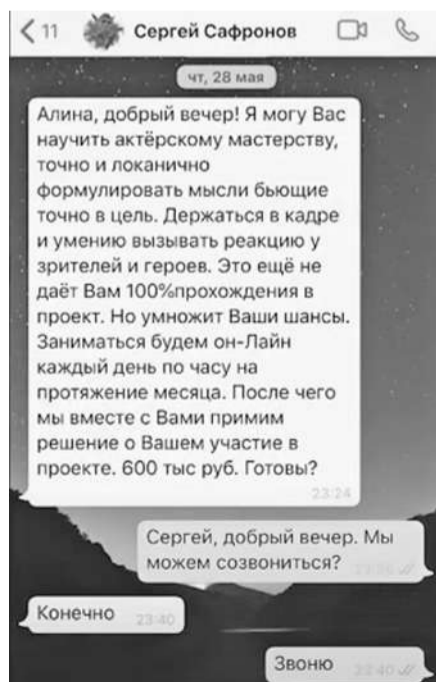 11 Сергей Сафронов
чт, 28 мая
Алина, добрый вечер! Я могу Вас
научить актёрскому мастерству,
точно и локанично
формулировать мысли бьющие
точно в цель. Держаться в кадре
и умению вызывать реакцию у
зрителей и героев. Это ещё не
даёт Вам 100%прохождения в
проект. Но умножит Ваши шансы.
Заниматься будем он-Лайн
каждый день по часу на
протяжение месяца. После чего
мы вместе с Вами примим
решение о Вашем участие в
проекте. 600 тыс руб. Готовы?
23:24
Сергей, добрый вечер. Мы
можем созвониться?
Конечно 23:40
Звоню